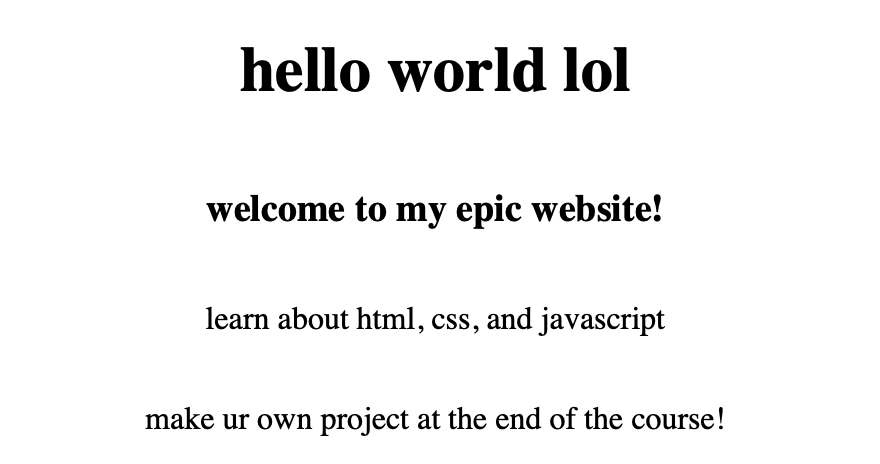 hello world lol
welcome to my epic website!
learn about html, css, and javascript
make ur own project at the end of the course!